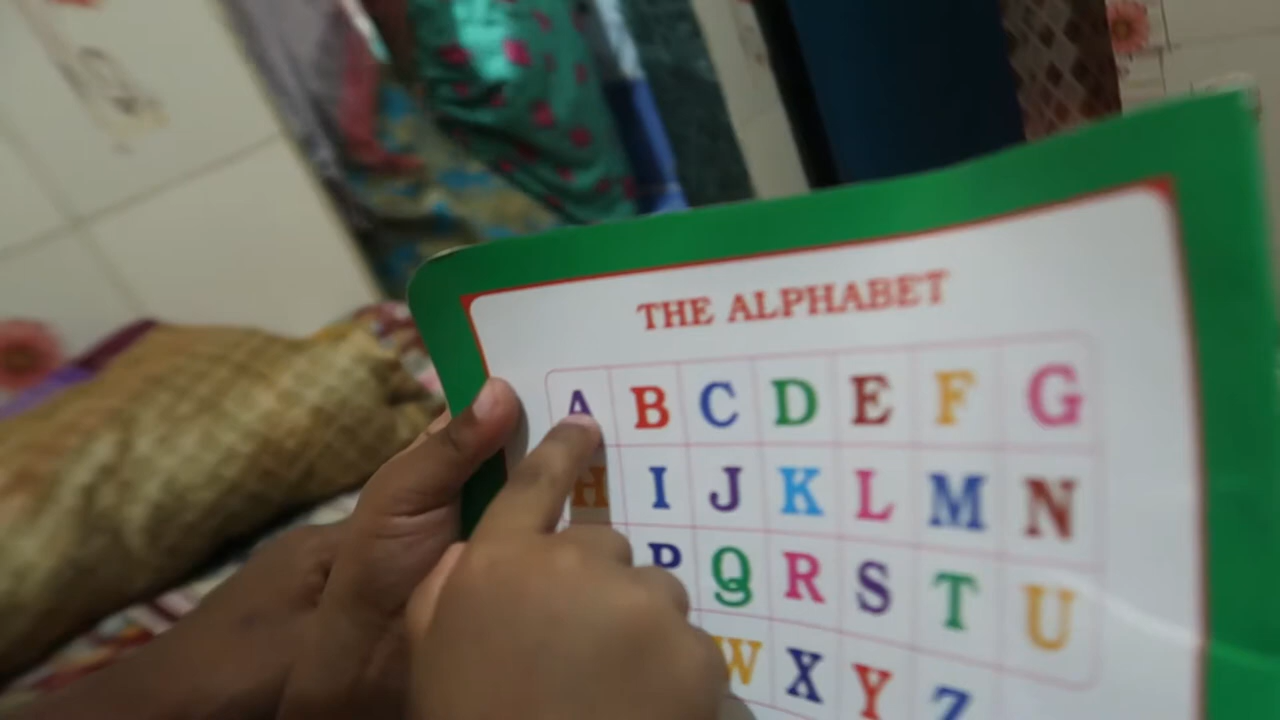 THE ALPHABET
A B C D E F G
H I J K L M N
P Q R S T U
W X Y Z